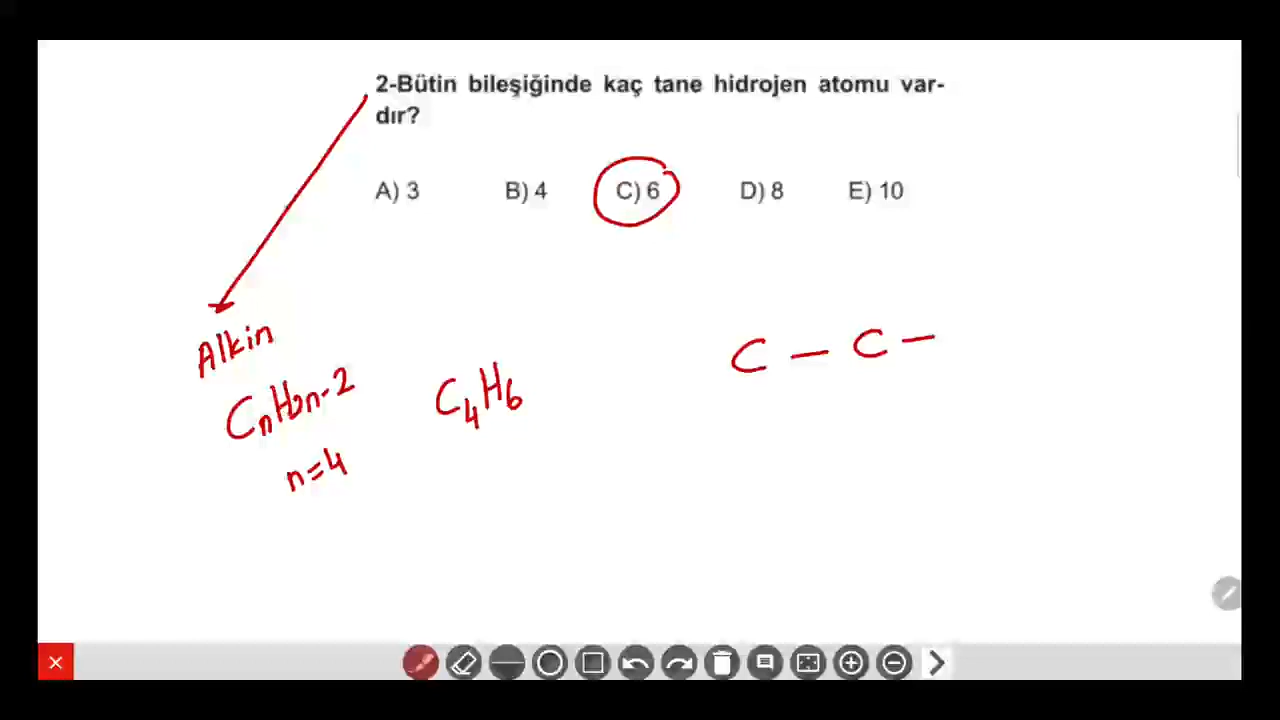 2-Bütin bileşiğinde kaç tane hidrojen atomu var-
dır?
A) 3 B) 4 C) 6 D) 8 E) 10
Alkin
CnH2n-2
n=4
C4H6
C - C -